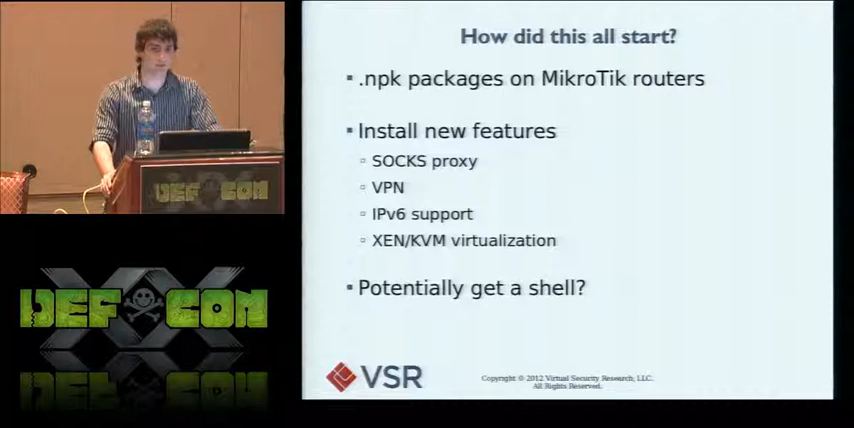 DEF CON
DEF CON
XX
How did this all start?
.npk packages on MikroTik routers
Install new features
SOCKS proxy
VPN
IPv6 support
XEN/KVM virtualization
Potentially get a shell?
VSR
Copyright © 2012 Virtual Security Research, LLC.
All Rights Reserved.